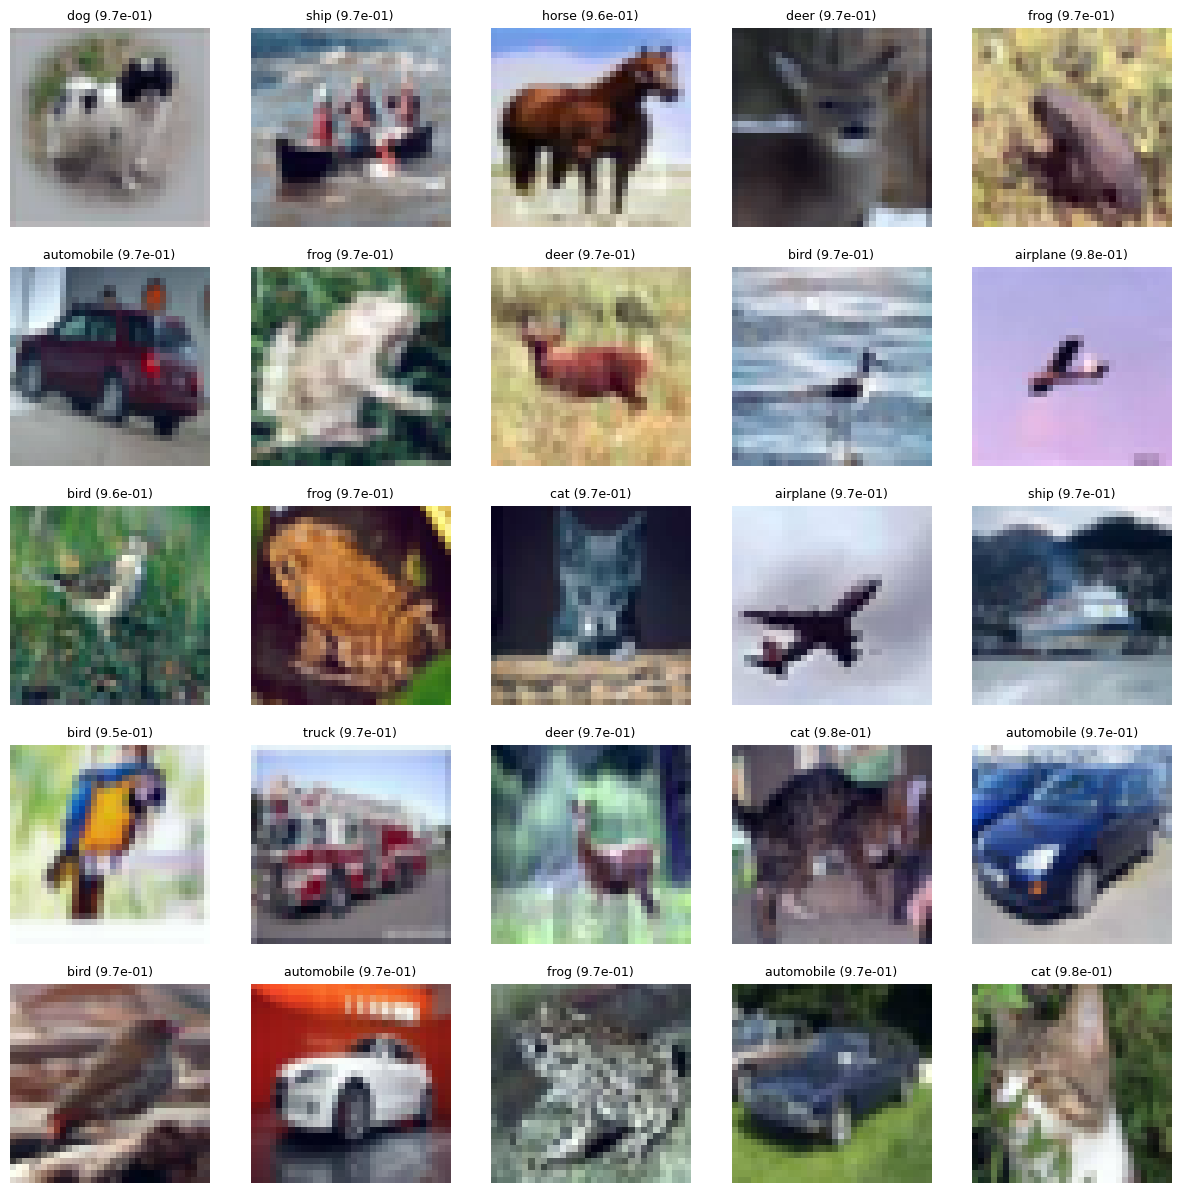 dog (9.7e-01)
ship (9.7e-01)
horse (9.6e-01)
deer (9.7e-01)
frog (9.7e-01)
automobile (9.7e-01)
frog (9.7e-01)
deer (9.7e-01)
bird (9.7e-01)
airplane (9.8e-01)
bird (9.6e-01)
frog (9.7e-01)
cat (9.7e-01)
airplane (9.7e-01)
ship (9.7e-01)
bird (9.5e-01)
truck (9.7e-01)
deer (9.7e-01)
cat (9.8e-01)
automobile (9.7e-01)
bird (9.7e-01)
automobile (9.7e-01)
frog (9.7e-01)
automobile (9.7e-01)
cat (9.8e-01)